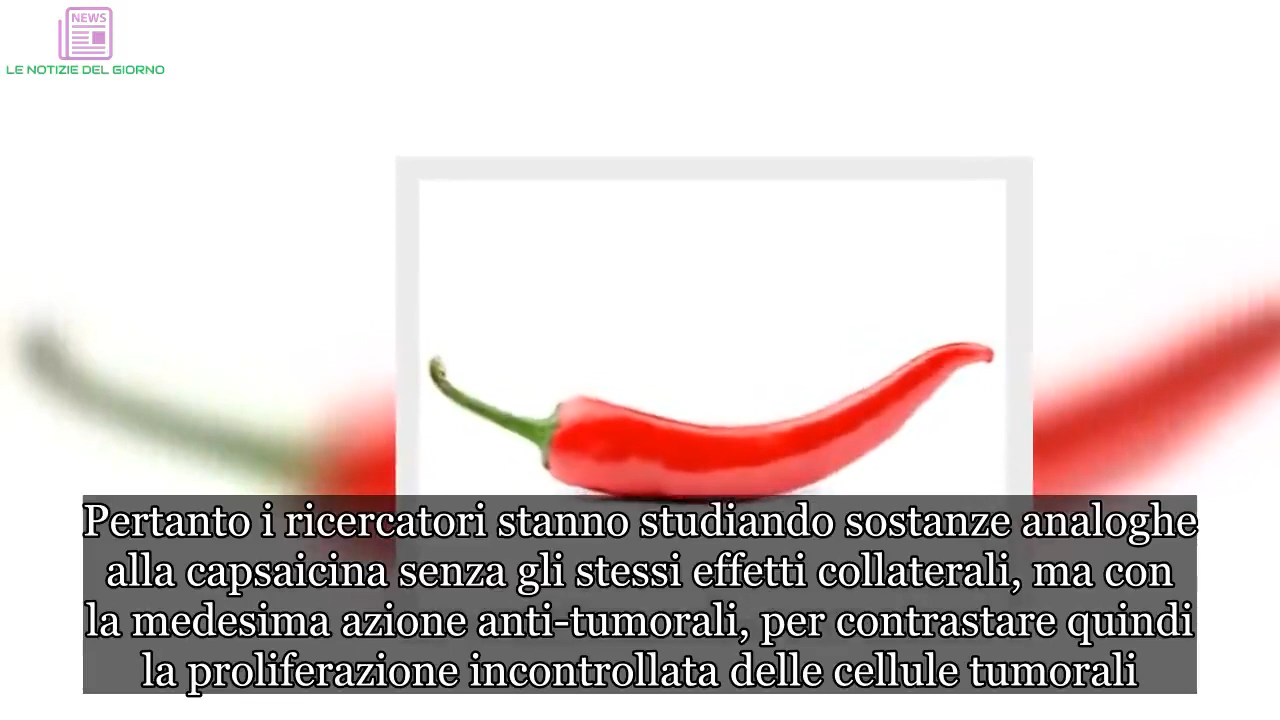 NEWS
LE NOTIZIE DEL GIORNO
Pertanto i ricercatori stanno studiando sostanze analoghe
alla capsaicina senza gli stessi effetti collaterali, ma con
la medesima azione anti-tumorali, per contrastare quindi
la proliferazione incontrollata delle cellule tumorali